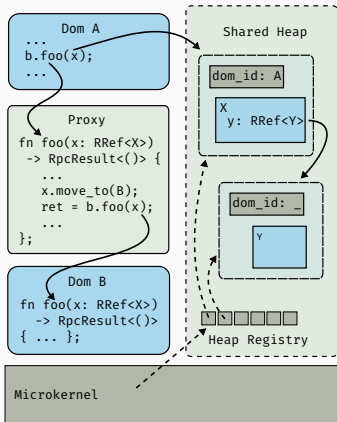 Dom A
...
b.foo(x);
...
Proxy
fn foo(x: RRef<X>)
-> RpcResult<()> {
...
x.move_to(B);
ret = b.foo(x);
...
};
Dom B
fn foo(x: RRef<X>)
-> RpcResult<()>
{ ... };
Shared Heap
dom_id: A
X
y: RRef<Y>
dom_id: _
Y
Heap Registry
Microkernel